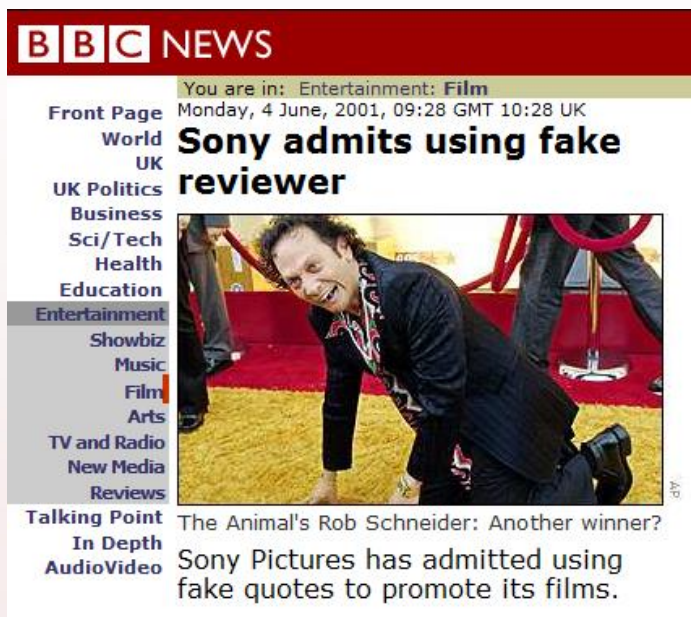 BBC NEWS
You are in: Entertainment: Film
Front Page
World
UK
UK Politics
Business
Sci/Tech
Health
Education
Entertainment
Showbiz
Music
Film
Arts
TV and Radio
New Media
Reviews
Talking Point
In Depth
AudioVideo
Monday, 4 June, 2001, 09:28 GMT 10:28 UK
Sony admits using fake
reviewer
AP
The Animal's Rob Schneider: Another winner?
Sony Pictures has admitted using
fake quotes to promote its films.